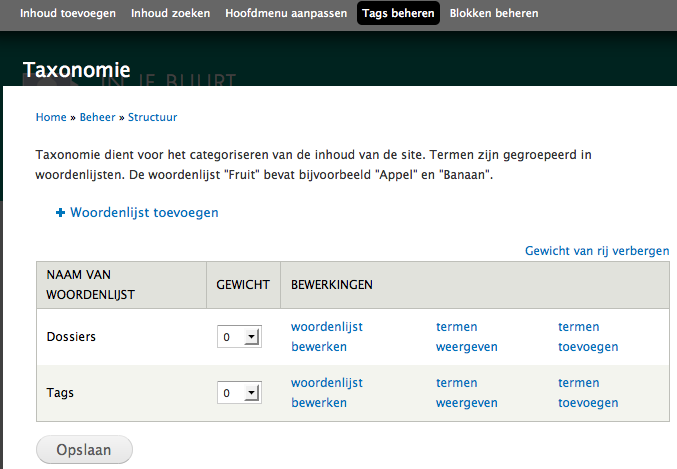 Inhoud toevoegen Inhoud zoeken Hoofdmenu aanpassen Tags beheren Blokken beheren
Taxonomie
IN JE BUURT
Home » Beheer » Structuur
Taxonomie dient voor het categoriseren van de inhoud van de site. Termen zijn gegroepeerd in
woordenlijsten. De woordenlijst "Fruit" bevat bijvoorbeeld "Appel" en "Banaan".
+ Woordenlijst toevoegen
Gewicht van rij verbergen
NAAM VAN
WOORDENLIJST
GEWICHT
BEWERKINGEN
Dossiers
0
woordenlijst
bewerken
termen
weergeven
termen
toevoegen
Tags
0
woordenlijst
bewerken
termen
weergeven
termen
toevoegen
Opslaan